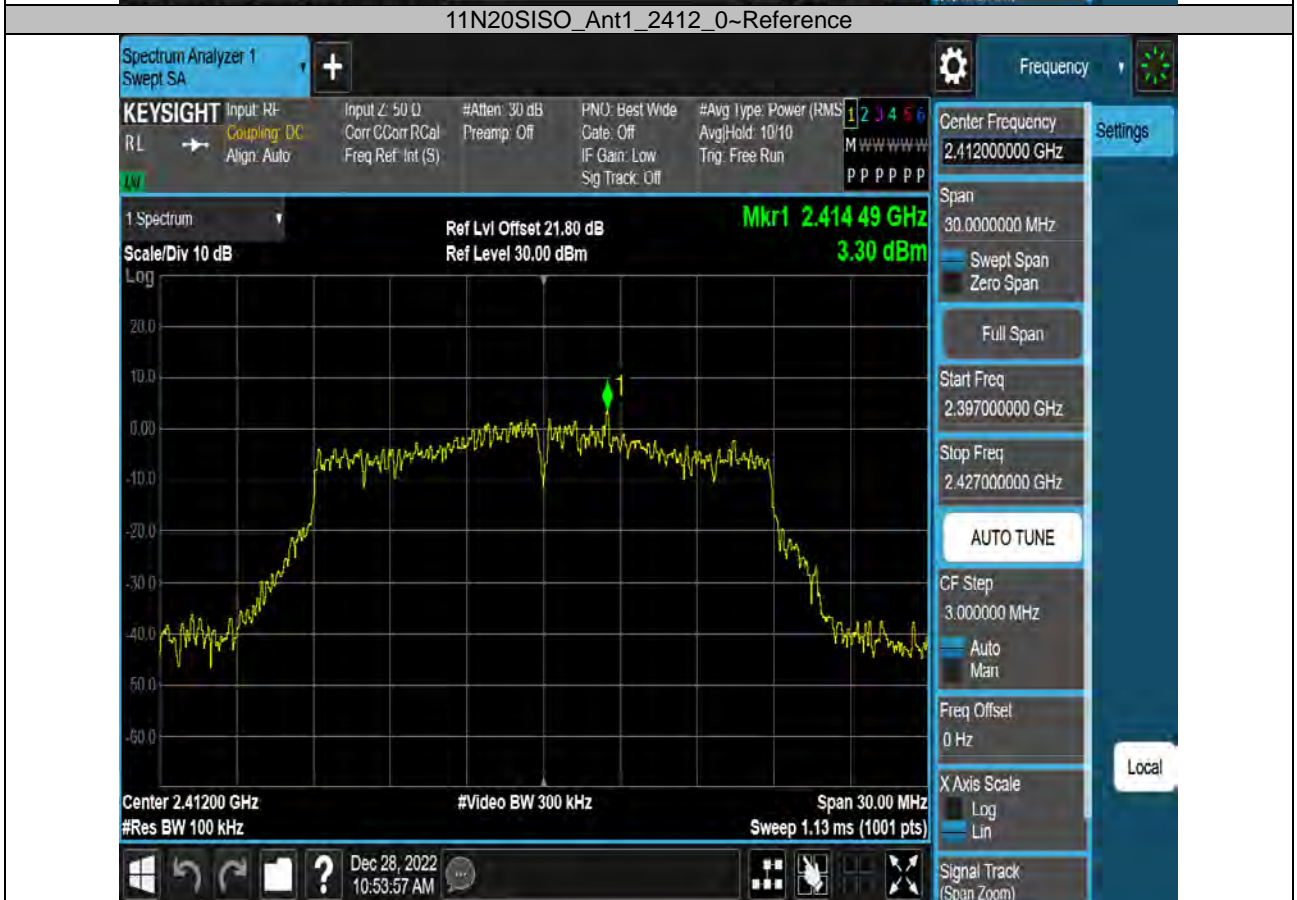 11N20SISO_Ant1_2412_0~Reference
Spectrum Analyzer 1
Swept SA
Frequency
KEYSIGHT
RL
Input: RF
Coupling: DC
Align: Auto
Input Z: 50 Ω
Corr CCorr RCal
Freq Ref: Int (S)
#Atten: 30 dB
Preamp: Off
PNO: Best Wide
Gate: Off
IF Gain: Low
Sig Track: Off
#Avg Type: Power (RMS
Avg|Hold: 10/10
Trig: Free Run
1 2 3 4 5 6
M W W W W W
P P P P P P
1 Spectrum
Scale/Div 10 dB
Ref Lvl Offset 21.80 dB
Ref Level 30.00 dBm
Mkr1 2.414 49 GHz
3.30 dBm
Log
20.0
10.0
0.00
-10.0
-20.0
-30.0
-40.0
-50.0
-60.0
1
Center 2.41200 GHz
#Res BW 100 kHz
#Video BW 300 kHz
Span 30.00 MHz
Sweep 1.13 ms (1001 pts)
Dec 28, 2022
10:53:57 AM
Settings
Center Frequency
2.412000000 GHz
Span
30.0000000 MHz
Swept Span
Zero Span
Full Span
Start Freq
2.397000000 GHz
Stop Freq
2.427000000 GHz
AUTO TUNE
CF Step
3.000000 MHz
Auto
Man
Freq Offset
0 Hz
X Axis Scale
Log
Lin
Signal Track
(Span Zoom)
Local